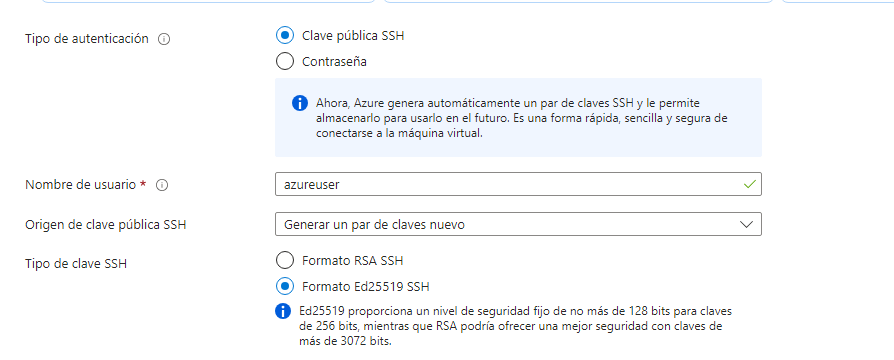 Tipo de autenticación
Clave pública SSH
Contraseña
Ahora, Azure genera automáticamente un par de claves SSH y le permite
almacenarlo para usarlo en el futuro. Es una forma rápida, sencilla y segura de
conectarse a la máquina virtual.
Nombre de usuario *
azureuser
Origen de clave pública SSH
Generar un par de claves nuevo
Tipo de clave SSH
Formato RSA SSH
Formato Ed25519 SSH
Ed25519 proporciona un nivel de seguridad fijo de no más de 128 bits para claves
de 256 bits, mientras que RSA podría ofrecer una mejor seguridad con claves de
más de 3072 bits.